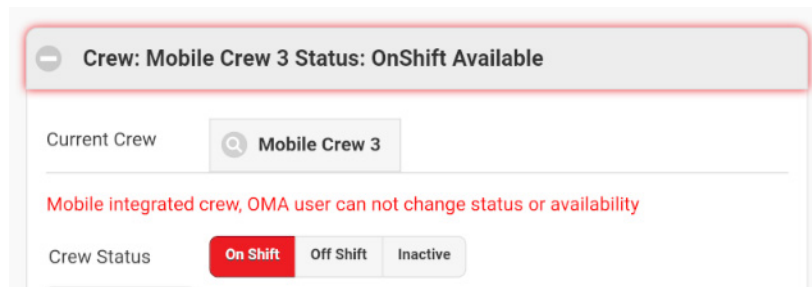 Crew: Mobile Crew 3 Status: OnShift Available
Current Crew Mobile Crew 3
Mobile integrated crew, OMA user can not change status or availability
Crew Status On Shift Off Shift Inactive